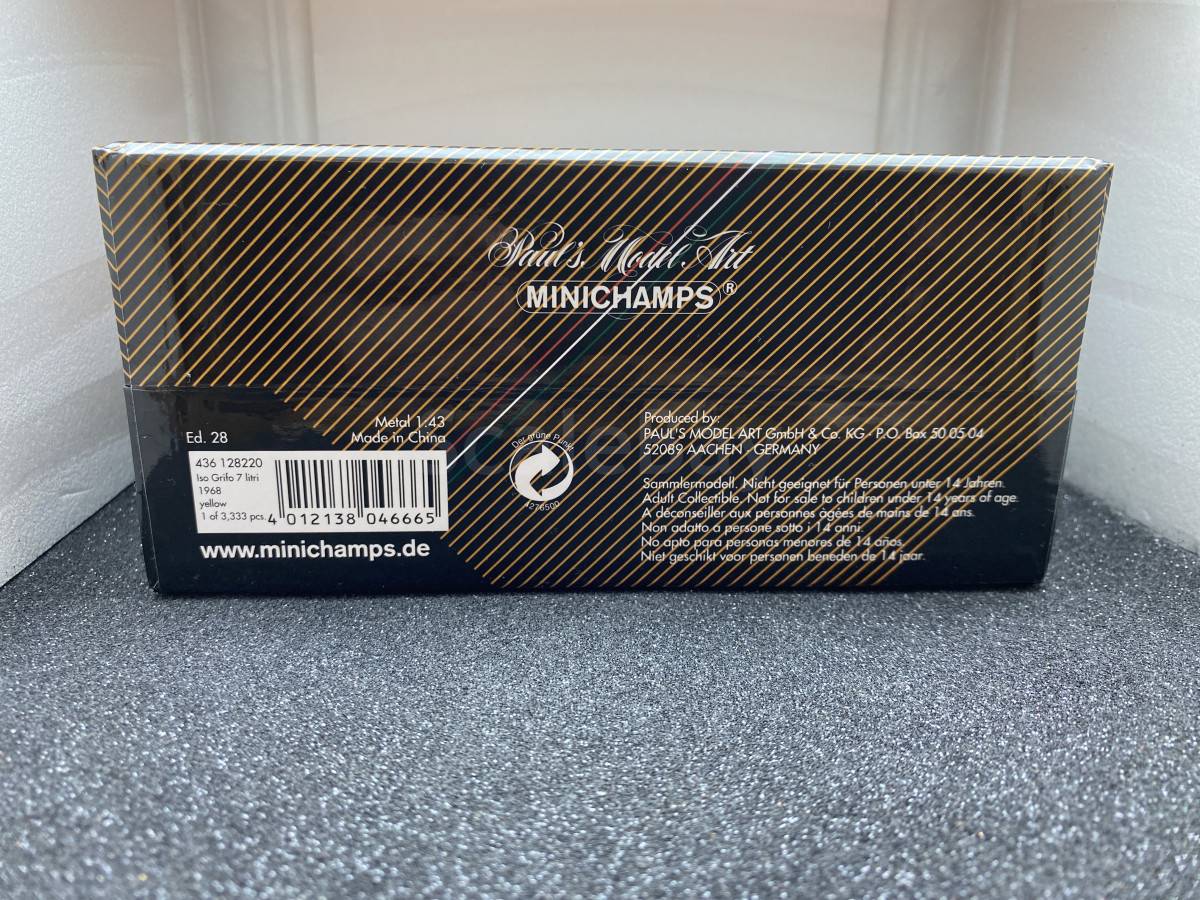 Paul's Model Art
MINICHAMPS®
Ed. 28
Metal 1:43
Made in China
436 128220
Iso Grifo 7 litri
1968
yellow
1 of 3,333 pcs.
4 012138 046665
www.minichamps.de
Der grüne Punkt
A276500
Produced by:
PAUL'S MODEL ART GmbH & Co. KG - P.O. Box 50 05 04
52089 AACHEN - GERMANY
Sammlermodell. Nicht geeignet für Personen unter 14 Jahren.
Adult Collectible. Not for sale to children under 14 years of age.
A déconseiller aux personnes âgées de mains de 14 ans.
Non adatto a persone sotto i 14 anni.
No apto para personas menores de 14 años.
Niet geschikt voor personen beneden de 14 jaar.